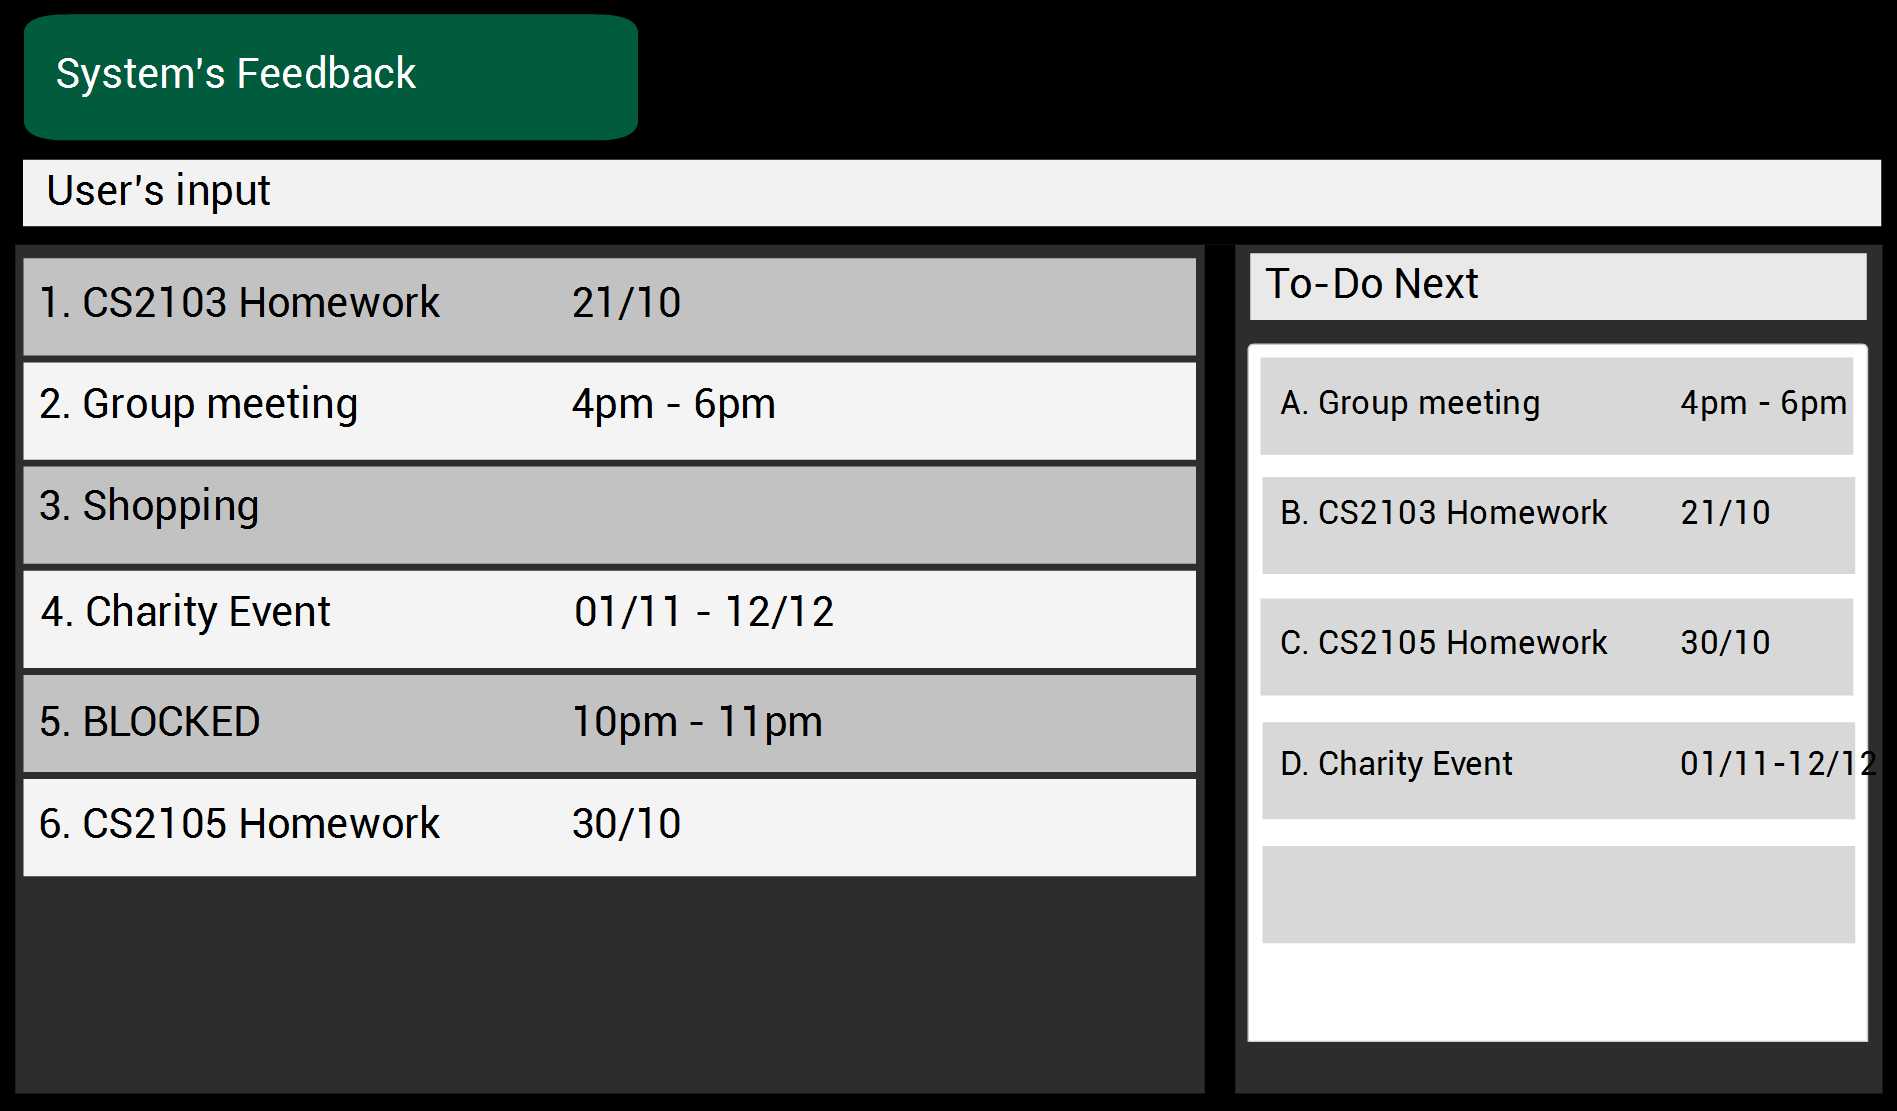 System's Feedback
User's input
1. CS2103 Homework 21/10
2. Group meeting 4pm - 6pm
3. Shopping
4. Charity Event 01/11 - 12/12
5. BLOCKED 10pm - 11pm
6. CS2105 Homework 30/10
To-Do Next
A. Group meeting 4pm - 6pm
B. CS2103 Homework 21/10
C. CS2105 Homework 30/10
D. Charity Event 01/11-12/12